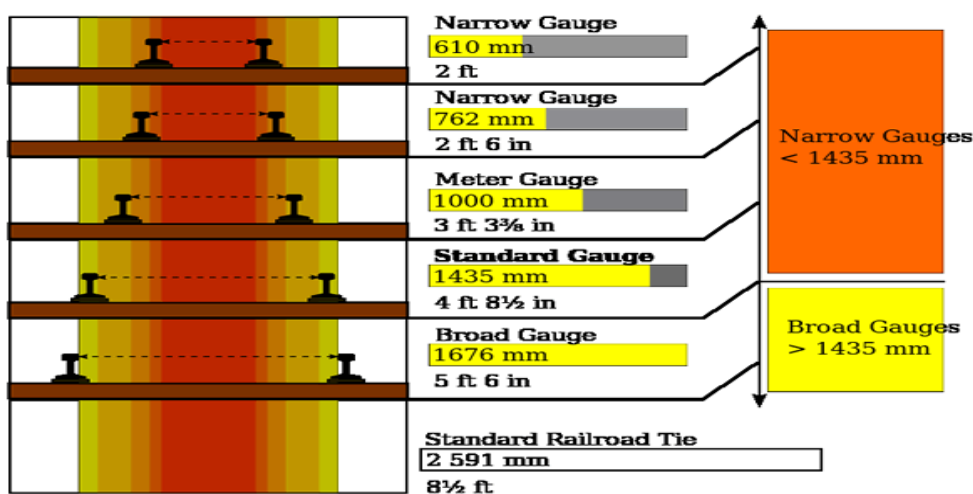 Narrow Gauge
610 mm
2 ft
Narrow Gauge
762 mm
2 ft 6 in
Meter Gauge
1000 mm
3 ft 3⅜ in
Standard Gauge
1435 mm
4 ft 8½ in
Broad Gauge
1676 mm
5 ft 6 in
Standard Railroad Tie
2 591 mm
8½ ft
Narrow Gauges
< 1435 mm
Broad Gauges
> 1435 mm